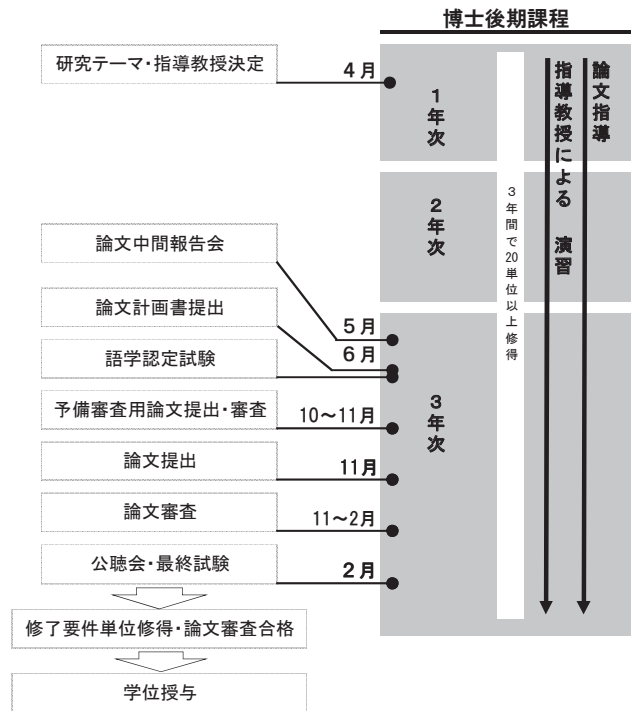 博士後期課程
研究テーマ・指導教授決定
4月
1年次
2年次
3年次
3年間で20単位以上修得
指導教授による 演習
論文指導
論文中間報告会
5月
論文計画書提出
6月
語学認定試験
予備審査用論文提出・審査
10～11月
論文提出
11月
論文審査
11～2月
公聴会・最終試験
2月
修了要件単位修得・論文審査合格
学位授与